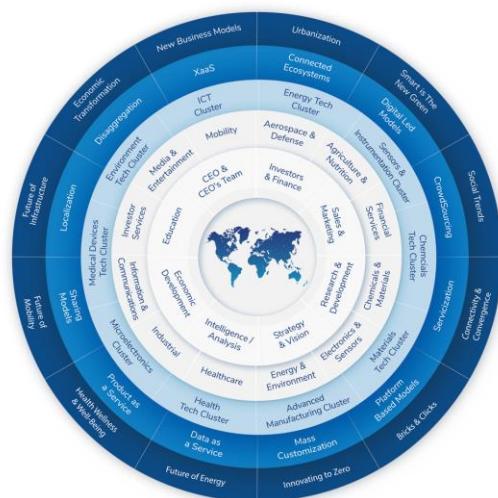 New Business Models
Urbanization
Smart is The
New Green
Social Trends
Connectivity &
Convergence
Bricks & Clicks
Innovating to Zero
Future of Energy
Health Wellness
& Well-Being
Future of
Mobility
Future of
Infrastructure
Economic
Transformation
XaaS
Connected
Ecosystems
Digital Led
Models
CrowdSourcing
Servicization
Platform
Based Models
Mass
Customization
Data as
a Service
Product as
a Service
Sharing
Models
Localization
Disaggregation
ICT
Cluster
Energy Tech
Cluster
Sensors &
Instrumentation Cluster
Chemcials
Tech Cluster
Materials
Tech Cluster
Advanced
Manufacturing Cluster
Health
Tech Cluster
Microelectronics
Cluster
Medical Devices
Tech Cluster
Environment
Tech Cluster
Mobility
Aerospace &
Defense
Agriculture &
Nutrition
Financial
Services
Chemicals &
Materials
Electronics &
Sensors
Energy &
Environment
Healthcare
Industrial
Information &
Communications
Investor
Services
Media &
Entertainment
CEO &
CEO's Team
Investors
& Finance
Sales &
Marketing
Research &
Development
Strategy
& Vision
Intelligence /
Analysis
Economic
Development
Education